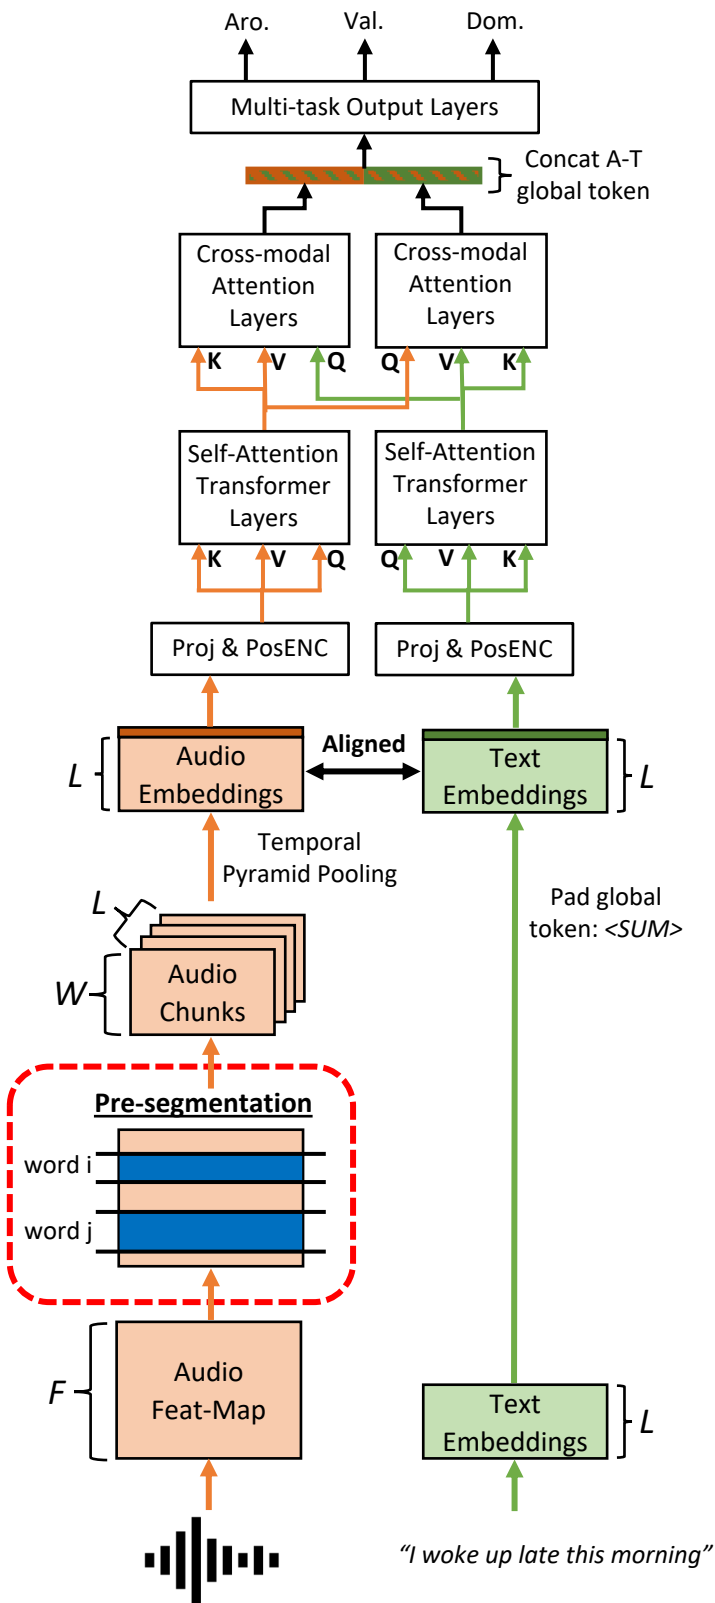 Aro. Val. Dom.
Multi-task Output Layers
Concat A-T
global token
Cross-modal
Attention
Layers
Cross-modal
Attention
Layers
K V Q Q V K
Self-Attention
Transformer
Layers
Self-Attention
Transformer
Layers
K V Q Q V K
Proj & PosENC
Proj & PosENC
L
Audio
Embeddings
Aligned
Text
Embeddings
L
Temporal
Pyramid Pooling
Pad global
token: <SUM>
L
W
Audio
Chunks
Pre-segmentation
word i
word j
F
Audio
Feat-Map
Text
Embeddings
L
“I woke up late this morning”